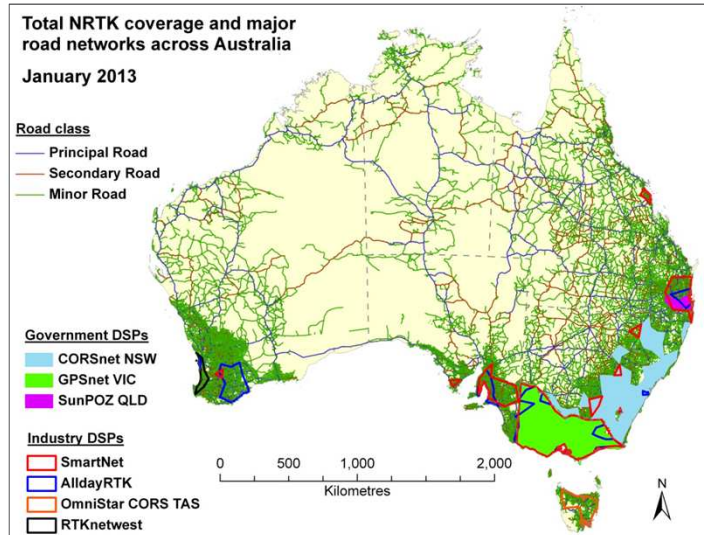 Total NRTK coverage and major
road networks across Australia
January 2013
Road class
Principal Road
Secondary Road
Minor Road
Government DSPs
CORSnet NSW
GPSnet VIC
SunPOZ QLD
Industry DSPs
SmartNet
AlldayRTK
OmniStar CORS TAS
RTKnetwest
0 500 1,000 2,000
Kilometres
N